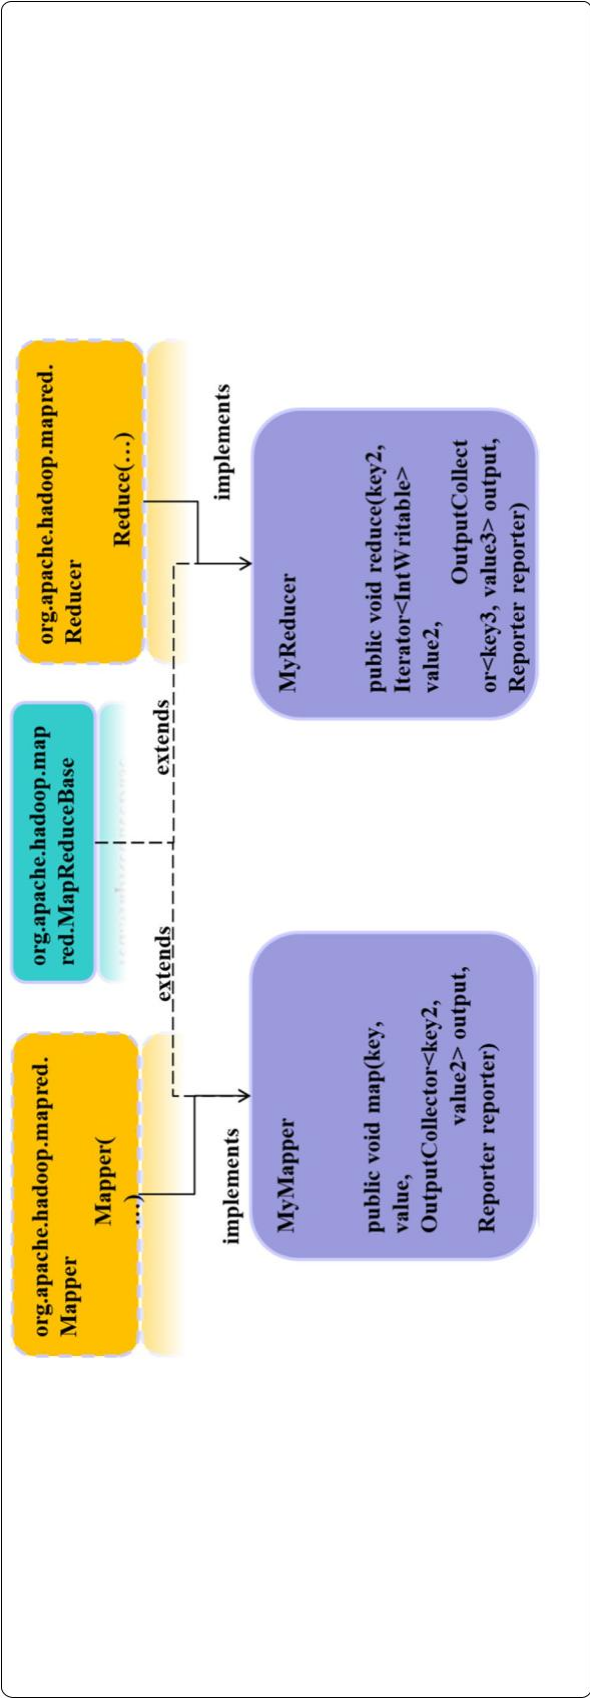 org.apache.hadoop.mapred.
Mapper
Mapper(
...)
org.apache.hadoop.map
red.MapReduceBase
org.apache.hadoop.mapred.
Reducer
Reduce(...)
extends
extends
implements
implements
MyMapper
public void map(key,
value,
OutputCollector<key2,
value2> output,
Reporter reporter)
MyReducer
public void reduce(key2,
Iterator<IntWritable>
value2,
OutputCollect
or<key3, value3> output,
Reporter reporter)